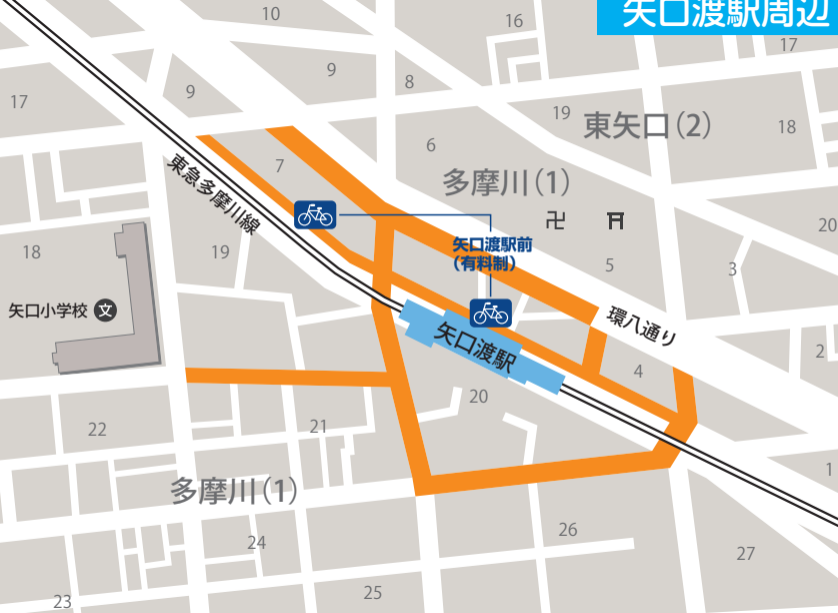 矢口渡駅周辺
10
16
17
9
17
9
8
19
東矢口(2)
18
6
7
多摩川(1)
東急多摩川線
卍
20
矢口渡駅前
(有料制)
18
19
5
3
矢口小学校
文
環八通り
矢口渡駅
2
4
20
22
21
1
多摩川(1)
24
26
27
25
23